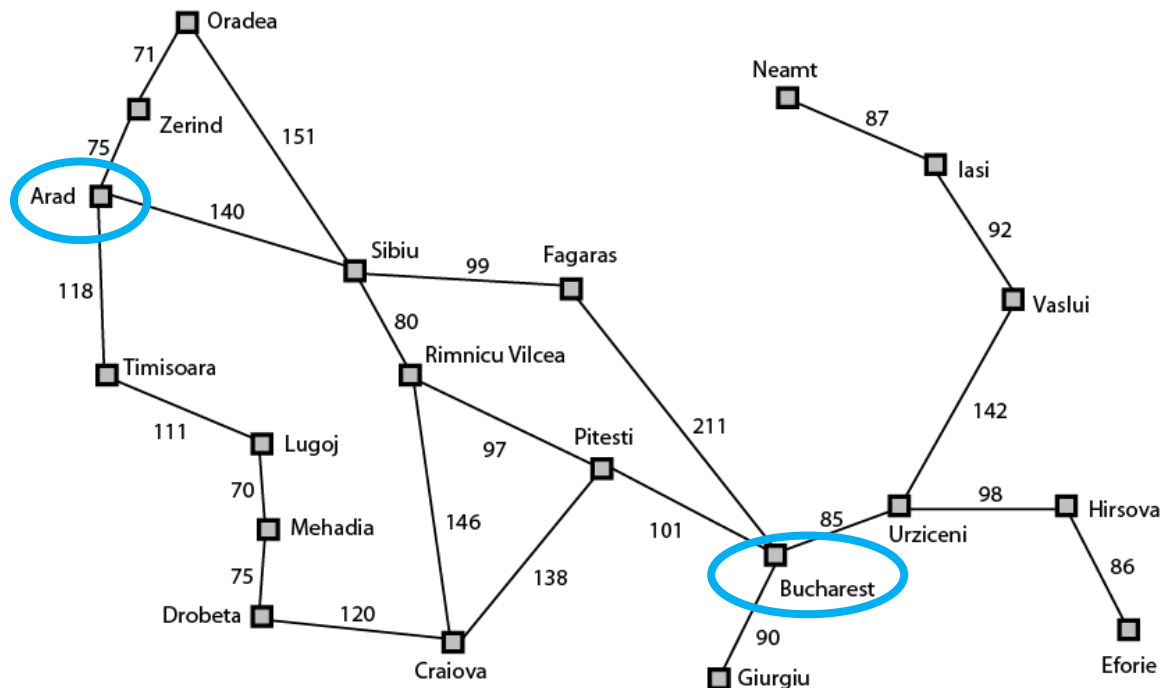 Oradea
71
Neamt
Zerind
87
151
75
Iasi
Arad
140
92
Sibiu
Fagaras
99
118
Vaslui
80
Timisoara
Rimnicu Vilcea
142
111
211
Lugoj
97
Pitesti
70
98
Hirsova
Mehadia
146
101
85
Urziceni
75
138
86
Bucharest
Drobeta
120
90
Craiova
Giurgiu
Eforie